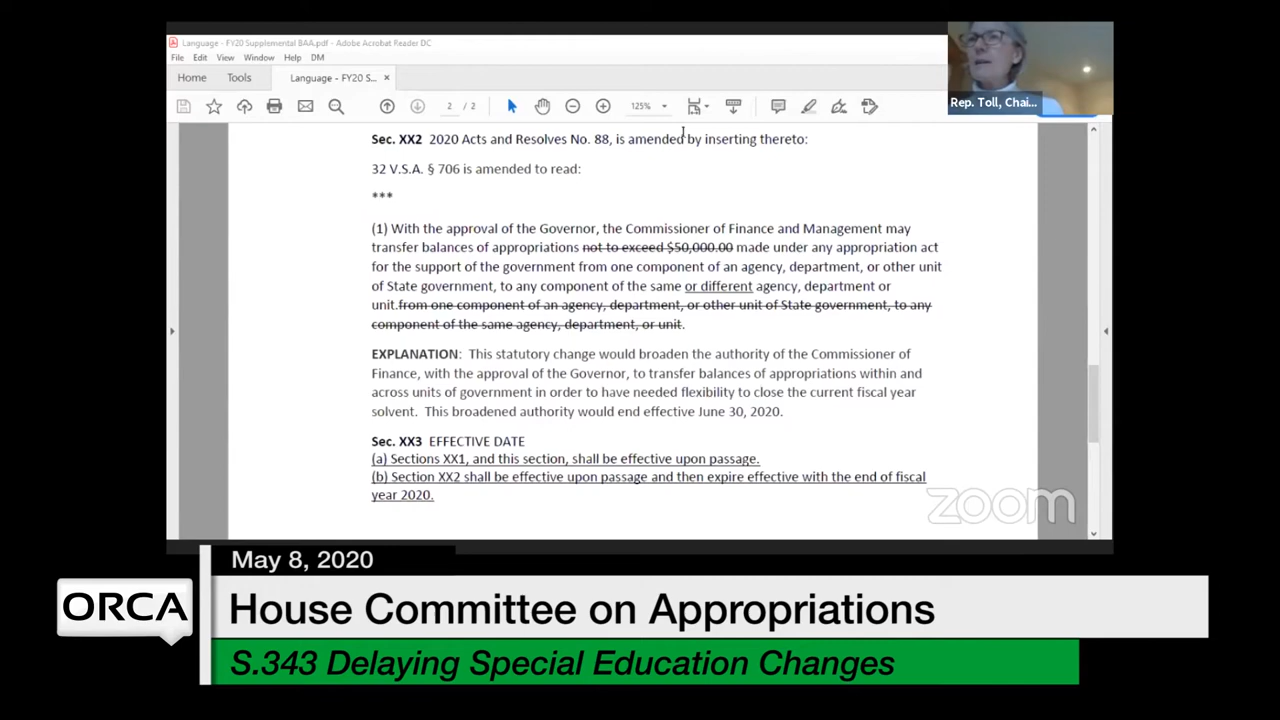 Language - FY20 Supplemental BAA.pdf - Adobe Acrobat Reader DC
File Edit View Window Help DM
Home Tools Language - FY20 S... ×
2 / 2 125%
Rep. Toll, Chai...
Sec. XX2 2020 Acts and Resolves No. 88, is amended by inserting thereto:
32 V.S.A. § 706 is amended to read:
***
(1) With the approval of the Governor, the Commissioner of Finance and Management may
transfer balances of appropriations not to exceed $50,000.00 made under any appropriation act
for the support of the government from one component of an agency, department, or other unit
of State government, to any component of the same or different agency, department or
unit.from one component of an agency, department, or other unit of State government, to any
component of the same agency, department, or unit.
EXPLANATION: This statutory change would broaden the authority of the Commissioner of
Finance, with the approval of the Governor, to transfer balances of appropriations within and
across units of government in order to have needed flexibility to close the current fiscal year
solvent. This broadened authority would end effective June 30, 2020.
Sec. XX3 EFFECTIVE DATE
(a) Sections XX1, and this section, shall be effective upon passage.
(b) Section XX2 shall be effective upon passage and then expire effective with the end of fiscal
year 2020.
zoom
May 8, 2020
ORCA
House Committee on Appropriations
S.343 Delaying Special Education Changes